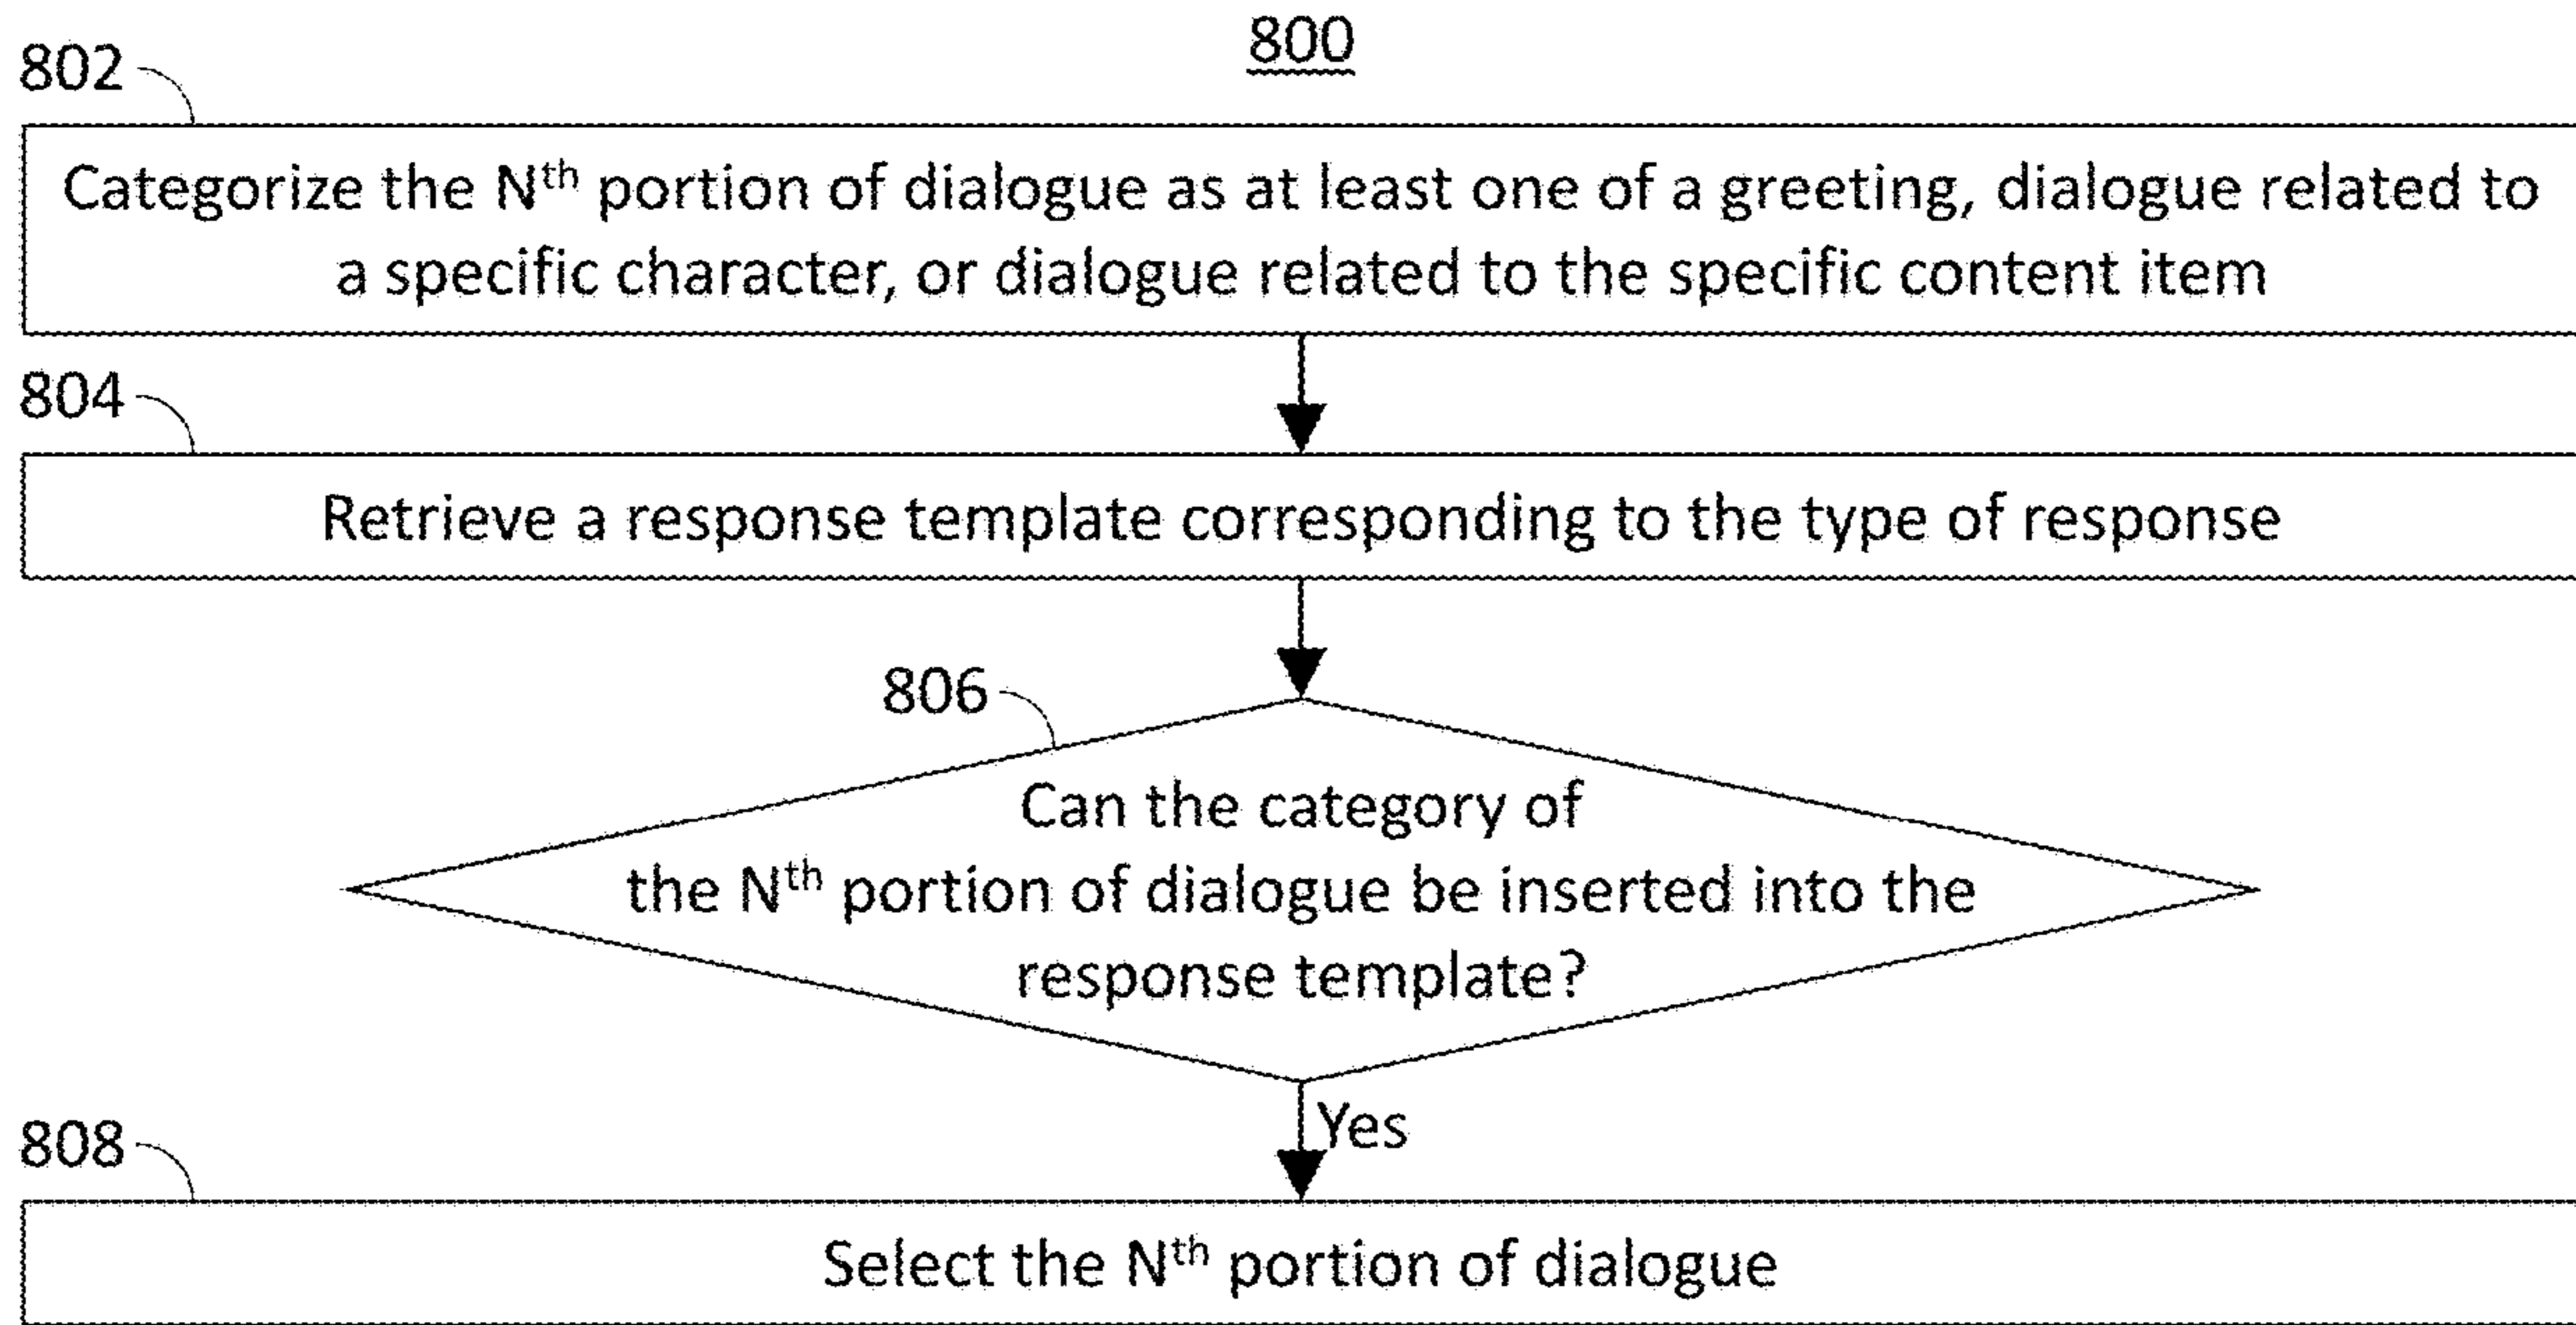 800
802
Categorize the Nth portion of dialogue as at least one of a greeting, dialogue related to
a specific character, or dialogue related to the specific content item
804
Retrieve a response template corresponding to the type of response
806
Can the category of
the Nth portion of dialogue be inserted into the
response template?
Yes
808
Select the Nth portion of dialogue